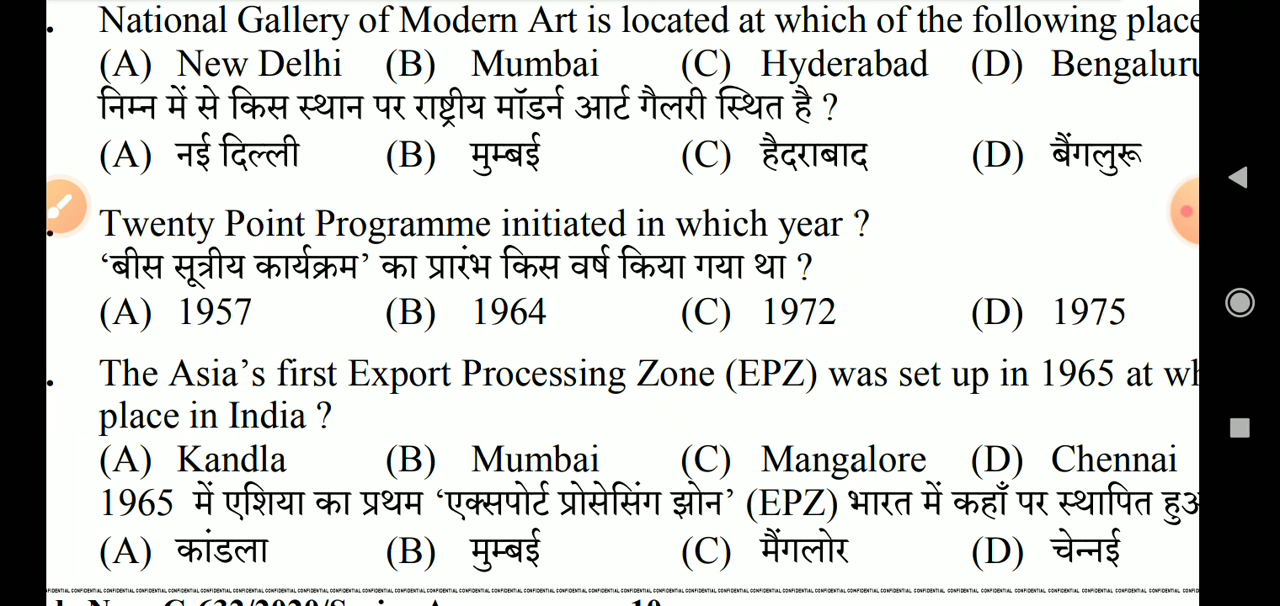 . National Gallery of Modern Art is located at which of the following place
(A) New Delhi (B) Mumbai (C) Hyderabad (D) Bengaluru
निम्न में से किस स्थान पर राष्ट्रीय मॉडर्न आर्ट गैलरी स्थित है ?
(A) नई दिल्ली (B) मुम्बई (C) हैदराबाद (D) बैंगलुरू
. Twenty Point Programme initiated in which year ?
‘बीस सूत्रीय कार्यक्रम’ का प्रारंभ किस वर्ष किया गया था ?
(A) 1957 (B) 1964 (C) 1972 (D) 1975
. The Asia’s first Export Processing Zone (EPZ) was set up in 1965 at wh
place in India ?
(A) Kandla (B) Mumbai (C) Mangalore (D) Chennai
1965 में एशिया का प्रथम ‘एक्सपोर्ट प्रोसेसिंग झोन’ (EPZ) भारत में कहाँ पर स्थापित हुअ
(A) कांडला (B) मुम्बई (C) मैंगलोर (D) चेन्नई